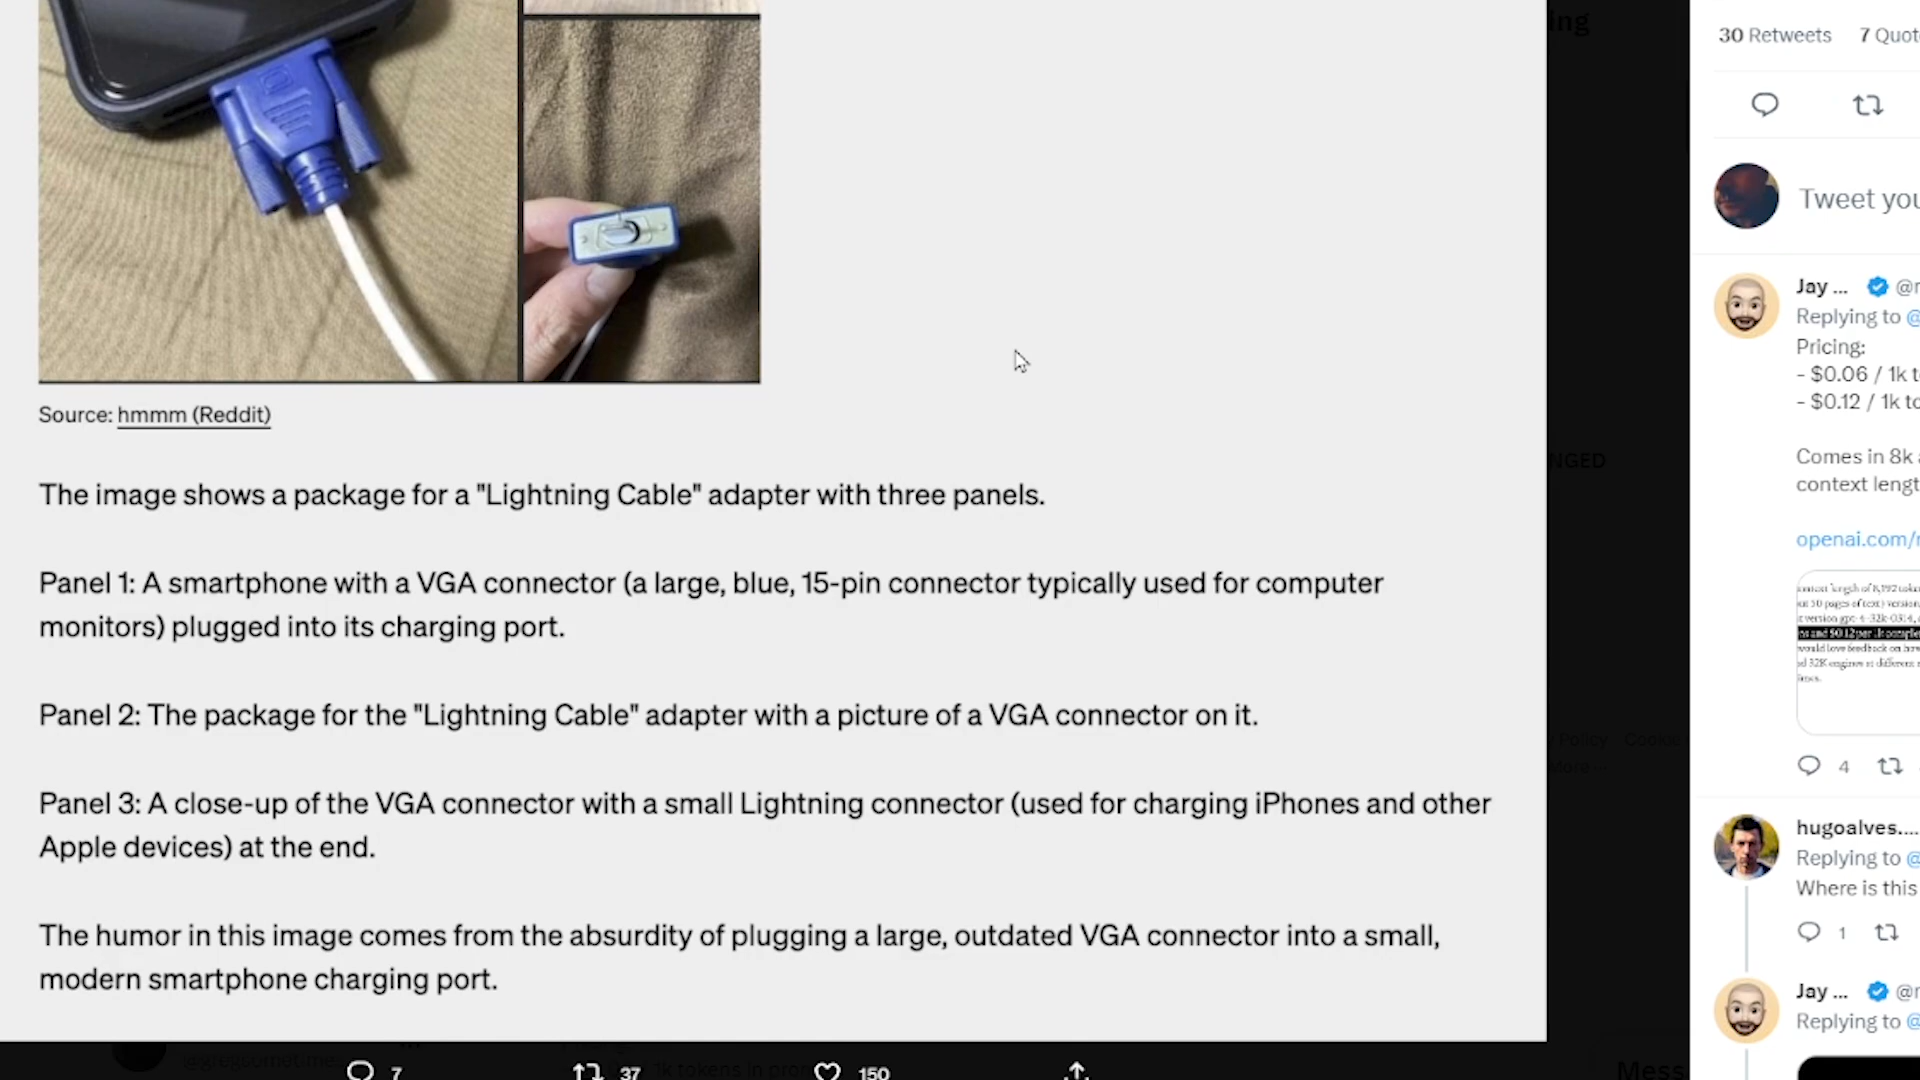 Source: hmmm (Reddit)
The image shows a package for a "Lightning Cable" adapter with three panels.
Panel 1: A smartphone with a VGA connector (a large, blue, 15-pin connector typically used for computer
monitors) plugged into its charging port.
Panel 2: The package for the "Lightning Cable" adapter with a picture of a VGA connector on it.
Panel 3: A close-up of the VGA connector with a small Lightning connector (used for charging iPhones and other
Apple devices) at the end.
The humor in this image comes from the absurdity of plugging a large, outdated VGA connector into a small,
modern smartphone charging port.
7 37 150
30 Retweets 7
Tweet
Jay ...
Replying to @
Pricing:
- $0.06 / 1k
- $0.12 / 1k
Comes in 8k
context
openai.com/
4
hugoalves....
Replying to @
Where is this
1
Jay ...
Replying to @